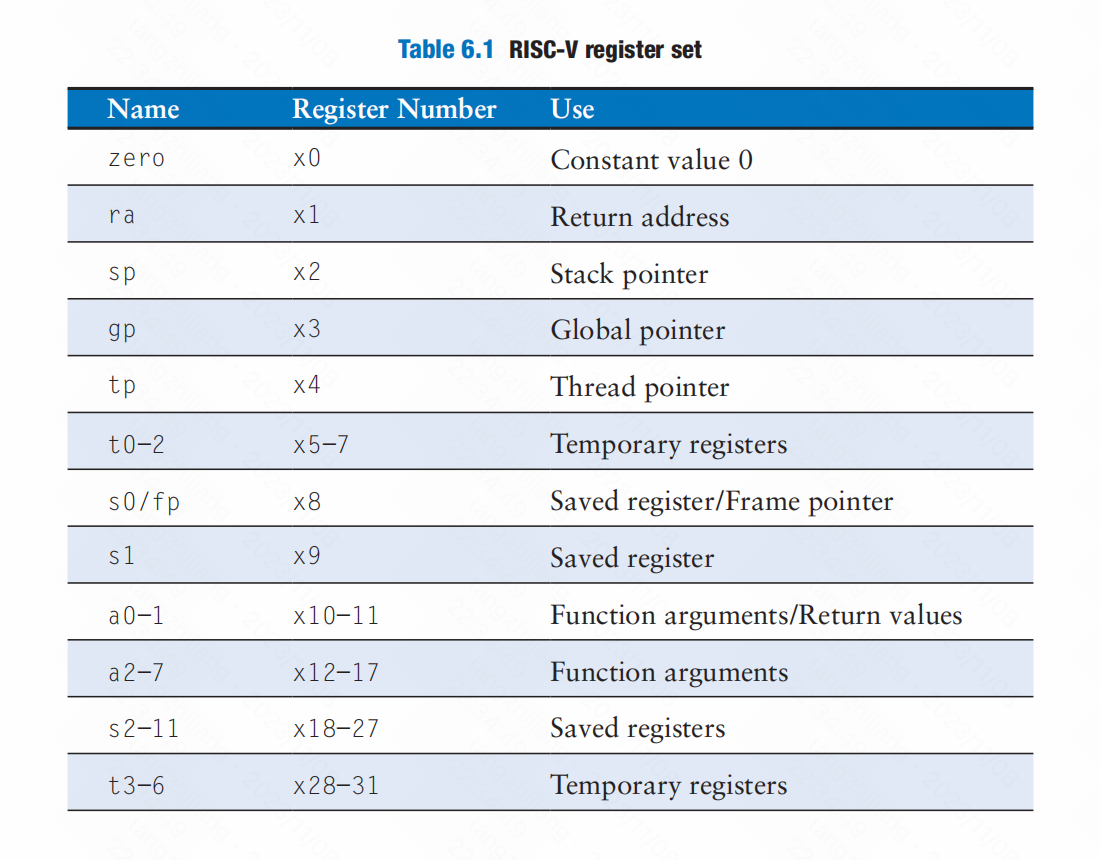 Table 6.1 RISC-V register set
Name Register Number Use
zero x0 Constant value 0
ra x1 Return address
sp x2 Stack pointer
gp x3 Global pointer
tp x4 Thread pointer
t0–2 x5–7 Temporary registers
s0/fp x8 Saved register/Frame pointer
s1 x9 Saved register
a0–1 x10–11 Function arguments/Return values
a2–7 x12–17 Function arguments
s2–11 x18–27 Saved registers
t3–6 x28–31 Temporary registers